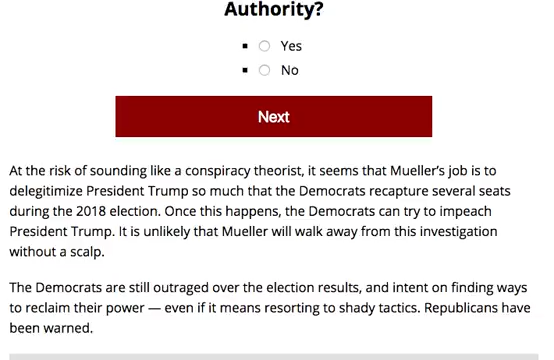 Authority?
Yes
No
Next
At the risk of sounding like a conspiracy theorist, it seems that Mueller’s job is to
delegitimize President Trump so much that the Democrats recapture several seats
during the 2018 election. Once this happens, the Democrats can try to impeach
President Trump. It is unlikely that Mueller will walk away from this investigation
without a scalp.
The Democrats are still outraged over the election results, and intent on finding ways
to reclaim their power — even if it means resorting to shady tactics. Republicans have
been warned.